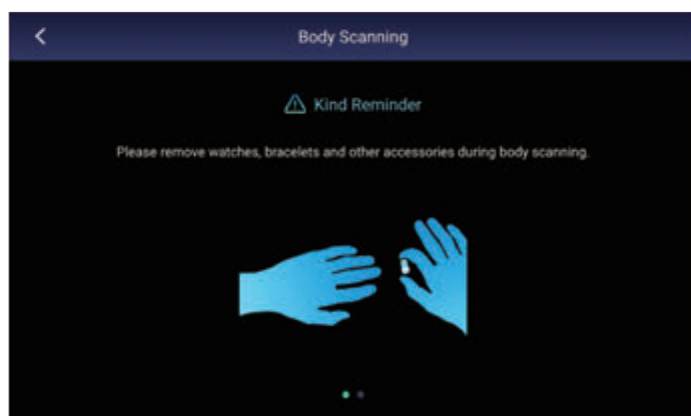 Body Scanning
Kind Reminder
Please remove watches, bracelets and other accessories during body scanning.